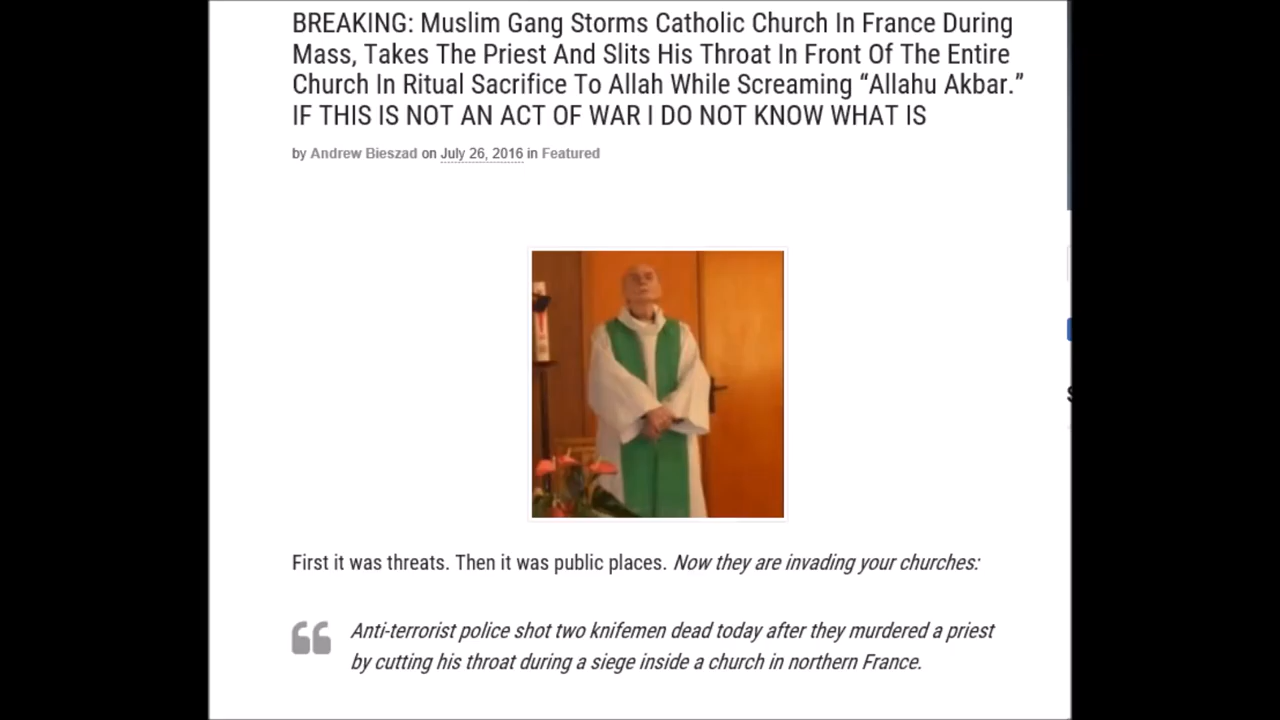 BREAKING: Muslim Gang Storms Catholic Church In France During
Mass, Takes The Priest And Slits His Throat In Front Of The Entire
Church In Ritual Sacrifice To Allah While Screaming “Allahu Akbar.”
IF THIS IS NOT AN ACT OF WAR I DO NOT KNOW WHAT IS
by Andrew Bieszad on July 26, 2016 in Featured
First it was threats. Then it was public places. Now they are invading your churches:
Anti-terrorist police shot two knifemen dead today after they murdered a priest
by cutting his throat during a siege inside a church in northern France.